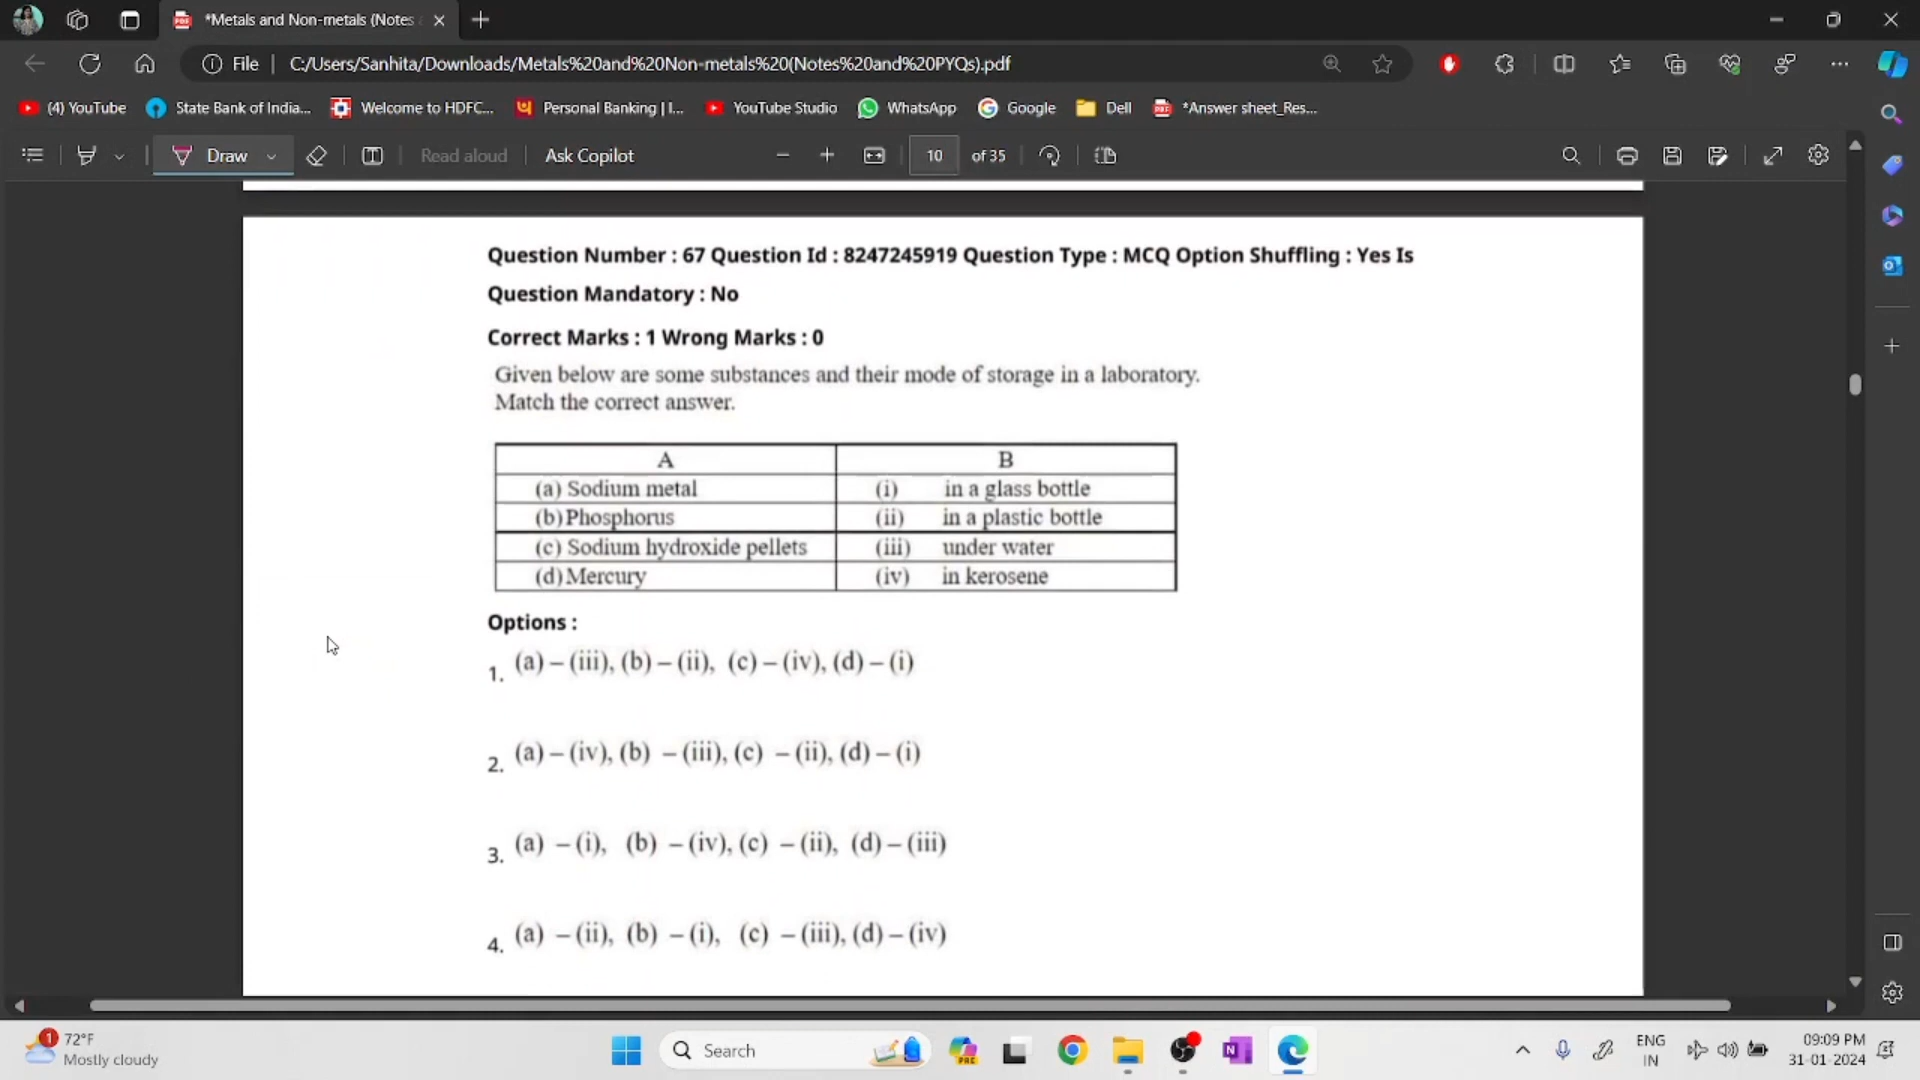 *Metals and Non-metals (Notes
File
C:/Users/Sanhita/Downloads/Metals%20and%20Non-metals%20(Notes%20and%20PYQs).pdf
(4) YouTube
State Bank of India...
Welcome to HDFC...
Personal Banking | I...
YouTube Studio
WhatsApp
Google
Dell
*Answer sheet_Res...
Draw
Read aloud
Ask Copilot
10 of 35
Question Number : 67 Question Id : 8247245919 Question Type : MCQ Option Shuffling : Yes Is
Question Mandatory : No
Correct Marks : 1 Wrong Marks : 0
Given below are some substances and their mode of storage in a laboratory.
Match the correct answer.
A B
(a) Sodium metal (i) in a glass bottle
(b) Phosphorus (ii) in a plastic bottle
(c) Sodium hydroxide pellets (iii) under water
(d) Mercury (iv) in kerosene
Options :
1. (a) – (iii), (b) – (ii), (c) – (iv), (d) – (i)
2. (a) – (iv), (b) – (iii), (c) – (ii), (d) – (i)
3. (a) – (i), (b) – (iv), (c) – (ii), (d) – (iii)
4. (a) – (ii), (b) – (i), (c) – (iii), (d) – (iv)
1
72°F
Mostly cloudy
Search
PRE
ENG
IN
09:09 PM
31-01-2024